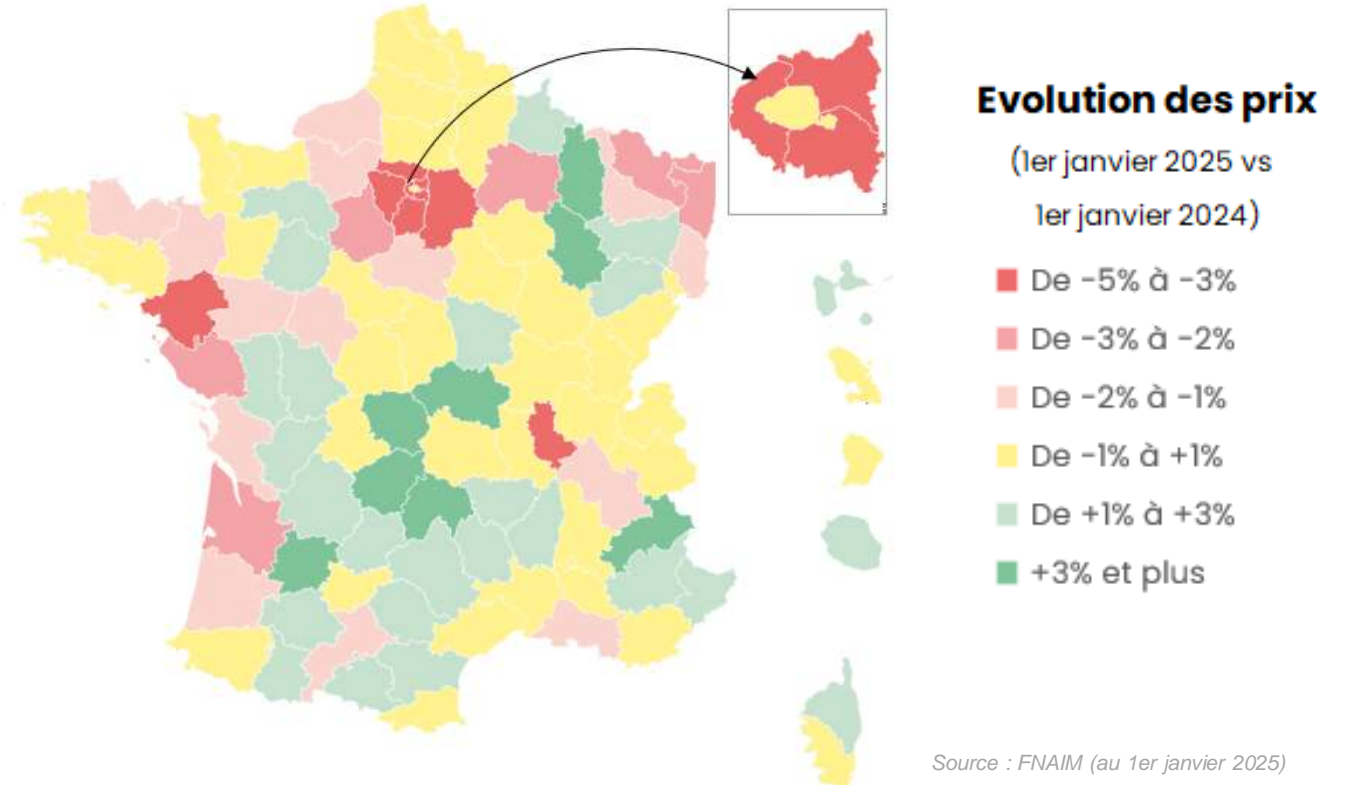 Evolution des prix
(1er janvier 2025 vs
1er janvier 2024)
De -5% à -3%
De -3% à -2%
De -2% à -1%
De -1% à +1%
De +1% à +3%
+3% et plus
Source : FNAIM (au 1er janvier 2025)